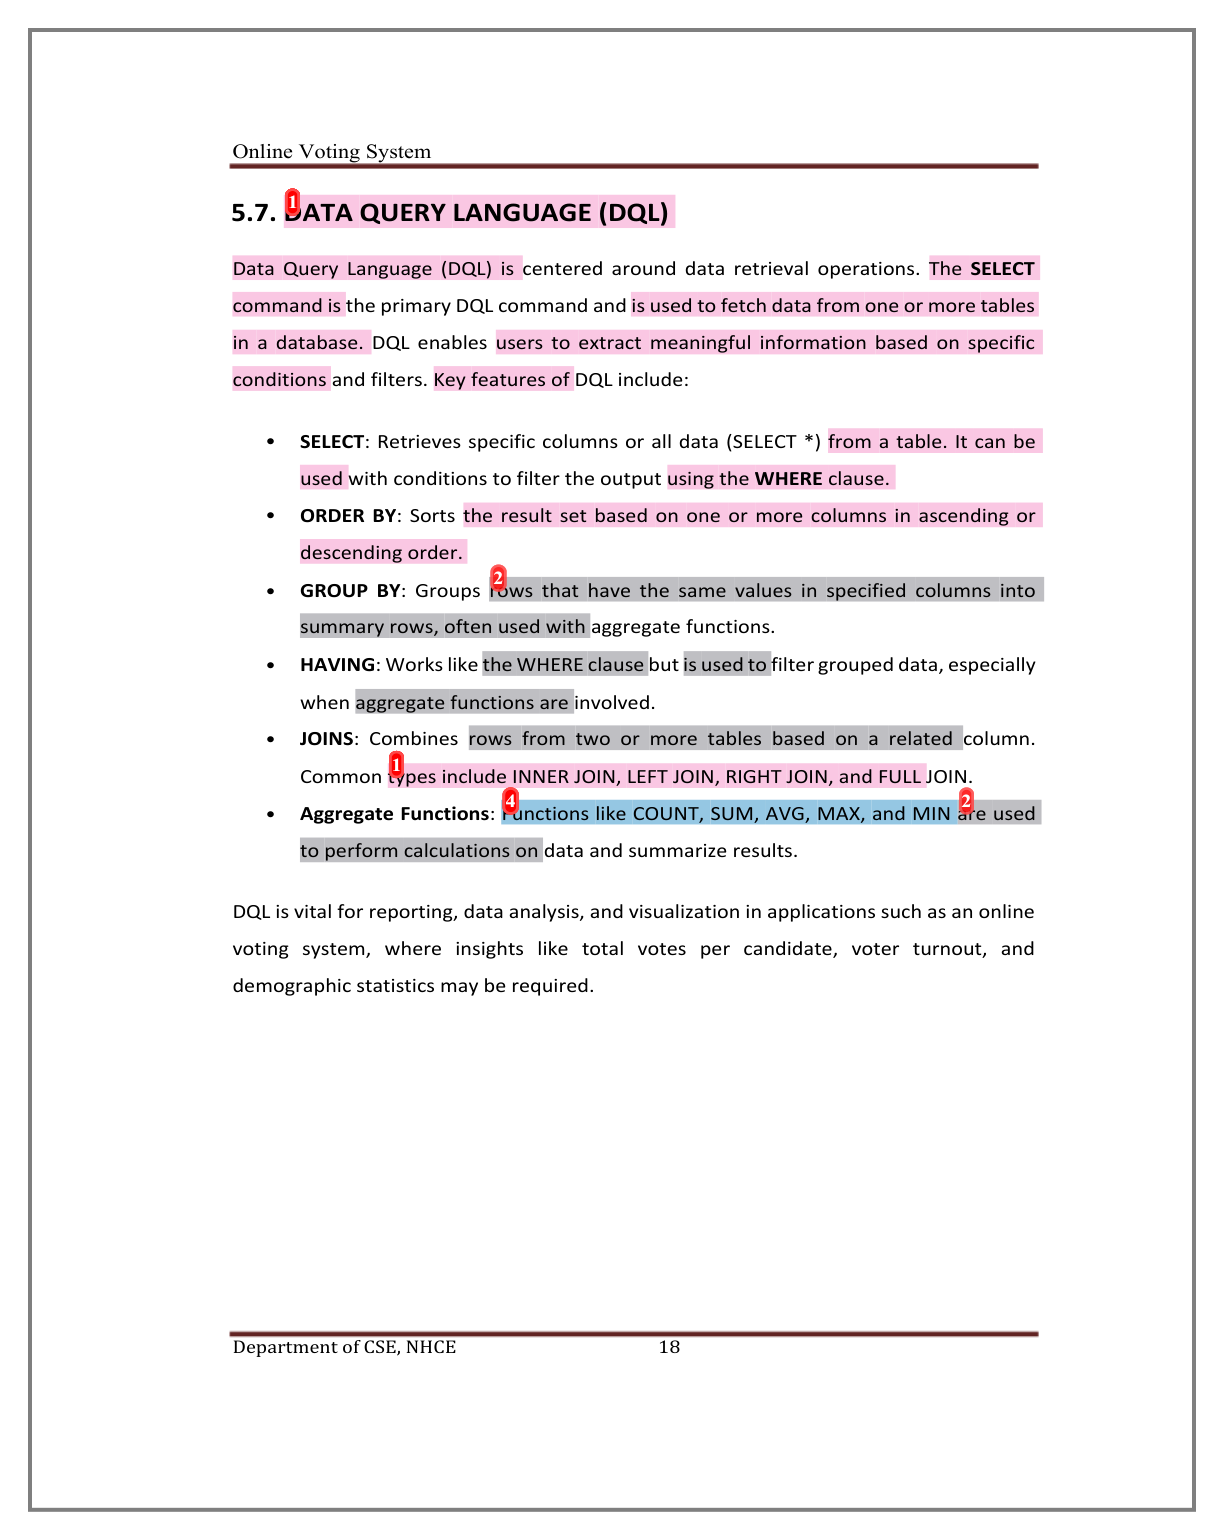 Online Voting System
1
5.7. DATA QUERY LANGUAGE (DQL)
Data Query Language (DQL) is centered around data retrieval operations. The SELECT
command is the primary DQL command and is used to fetch data from one or more tables
in a database. DQL enables users to extract meaningful information based on specific
conditions and filters. Key features of DQL include:
• SELECT: Retrieves specific columns or all data (SELECT *) from a table. It can be
used with conditions to filter the output using the WHERE clause.
• ORDER BY: Sorts the result set based on one or more columns in ascending or
descending order.
2
• GROUP BY: Groups rows that have the same values in specified columns into
summary rows, often used with aggregate functions.
• HAVING: Works like the WHERE clause but is used to filter grouped data, especially
when aggregate functions are involved.
• JOINS: Combines rows from two or more tables based on a related column.
1
Common types include INNER JOIN, LEFT JOIN, RIGHT JOIN, and FULL JOIN.
4 2
• Aggregate Functions: Functions like COUNT, SUM, AVG, MAX, and MIN are used
to perform calculations on data and summarize results.
DQL is vital for reporting, data analysis, and visualization in applications such as an online
voting system, where insights like total votes per candidate, voter turnout, and
demographic statistics may be required.
Department of CSE, NHCE 18